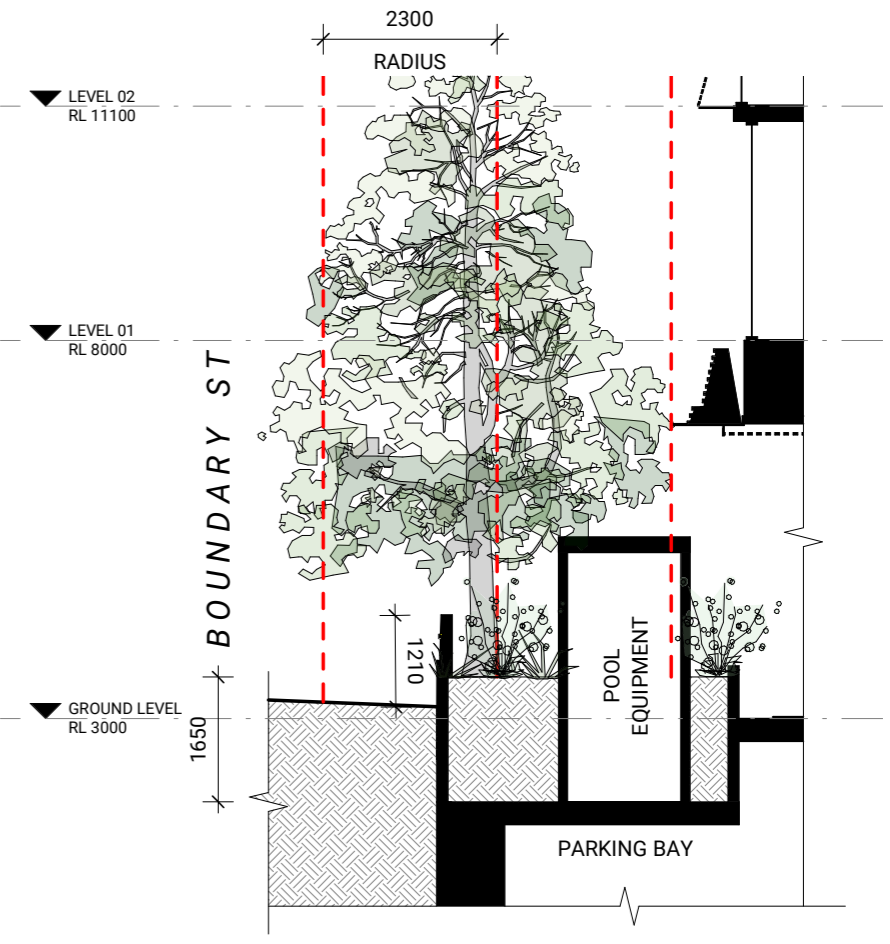 2300
RADIUS
LEVEL 02
RL 11100
LEVEL 01
RL 8000
BOUNDARY ST
1210
POOL
EQUIPMENT
GROUND LEVEL
RL 3000
1650
PARKING BAY